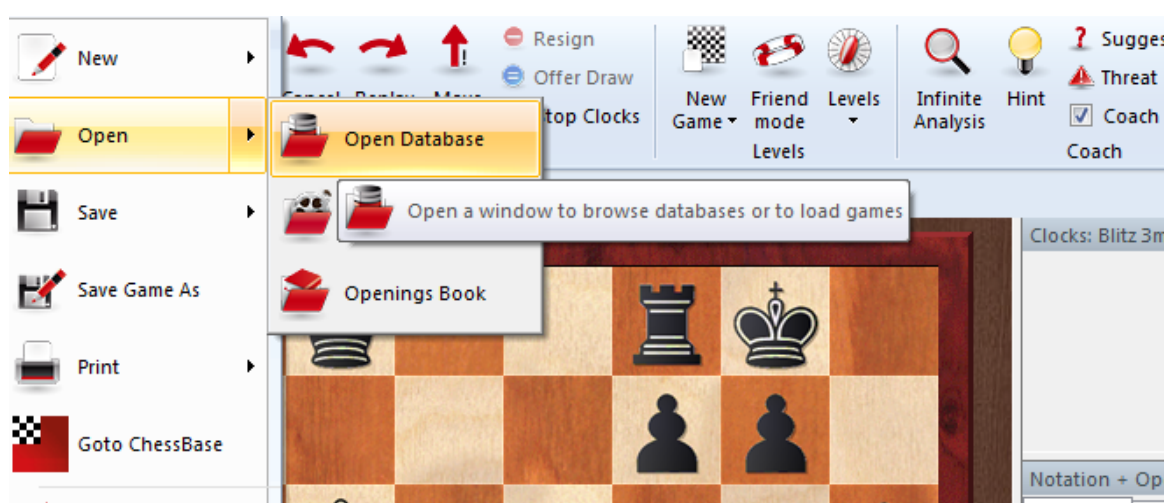 New
Open
Save
Save Game As
Print
Goto ChessBase
Open Database
Open a window to browse databases or to load games
Openings Book
Resign
Offer Draw
top Clocks
New
Game
Friend
mode
Levels
Levels
Infinite
Analysis
Hint
Sugges
Threat
Coach
Coach
Clocks: Blitz 3m
Notation + Op